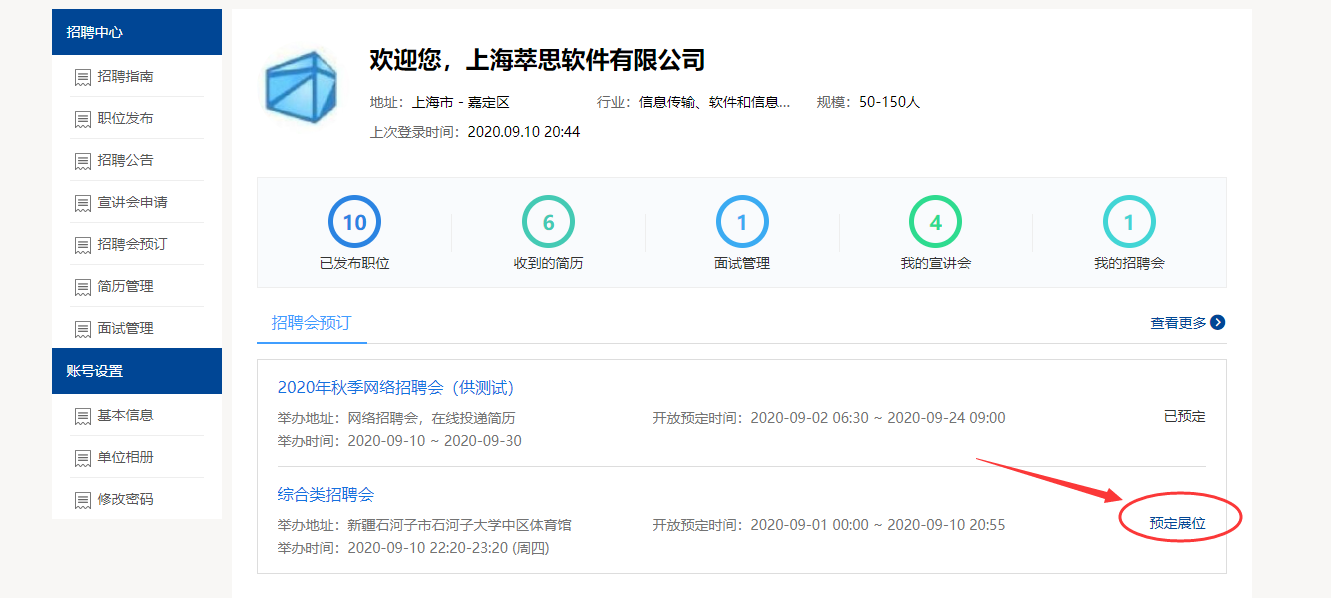 招聘中心
招聘指南
职位发布
招聘公告
宣讲会申请
招聘会预订
简历管理
面试管理
账号设置
基本信息
单位相册
修改密码
欢迎您，上海萃思软件有限公司
地址：上海市 - 嘉定区 行业：信息传输、软件和信息... 规模：50-150人
上次登录时间：2020.09.10 20:44
10 6 1 4 1
已发布职位 收到的简历 面试管理 我的宣讲会 我的招聘会
招聘会预订 查看更多
2020年秋季网络招聘会（供测试）
举办地址：网络招聘会，在线投递简历 开放预定时间：2020-09-02 06:30 ~ 2020-09-24 09:00 已预定
举办时间：2020-09-10 ~ 2020-09-30
综合类招聘会
举办地址：新疆石河子市石河子大学中区体育馆 开放预定时间：2020-09-01 00:00 ~ 2020-09-10 20:55 预定展位
举办时间：2020-09-10 22:20-23:20 (周四)